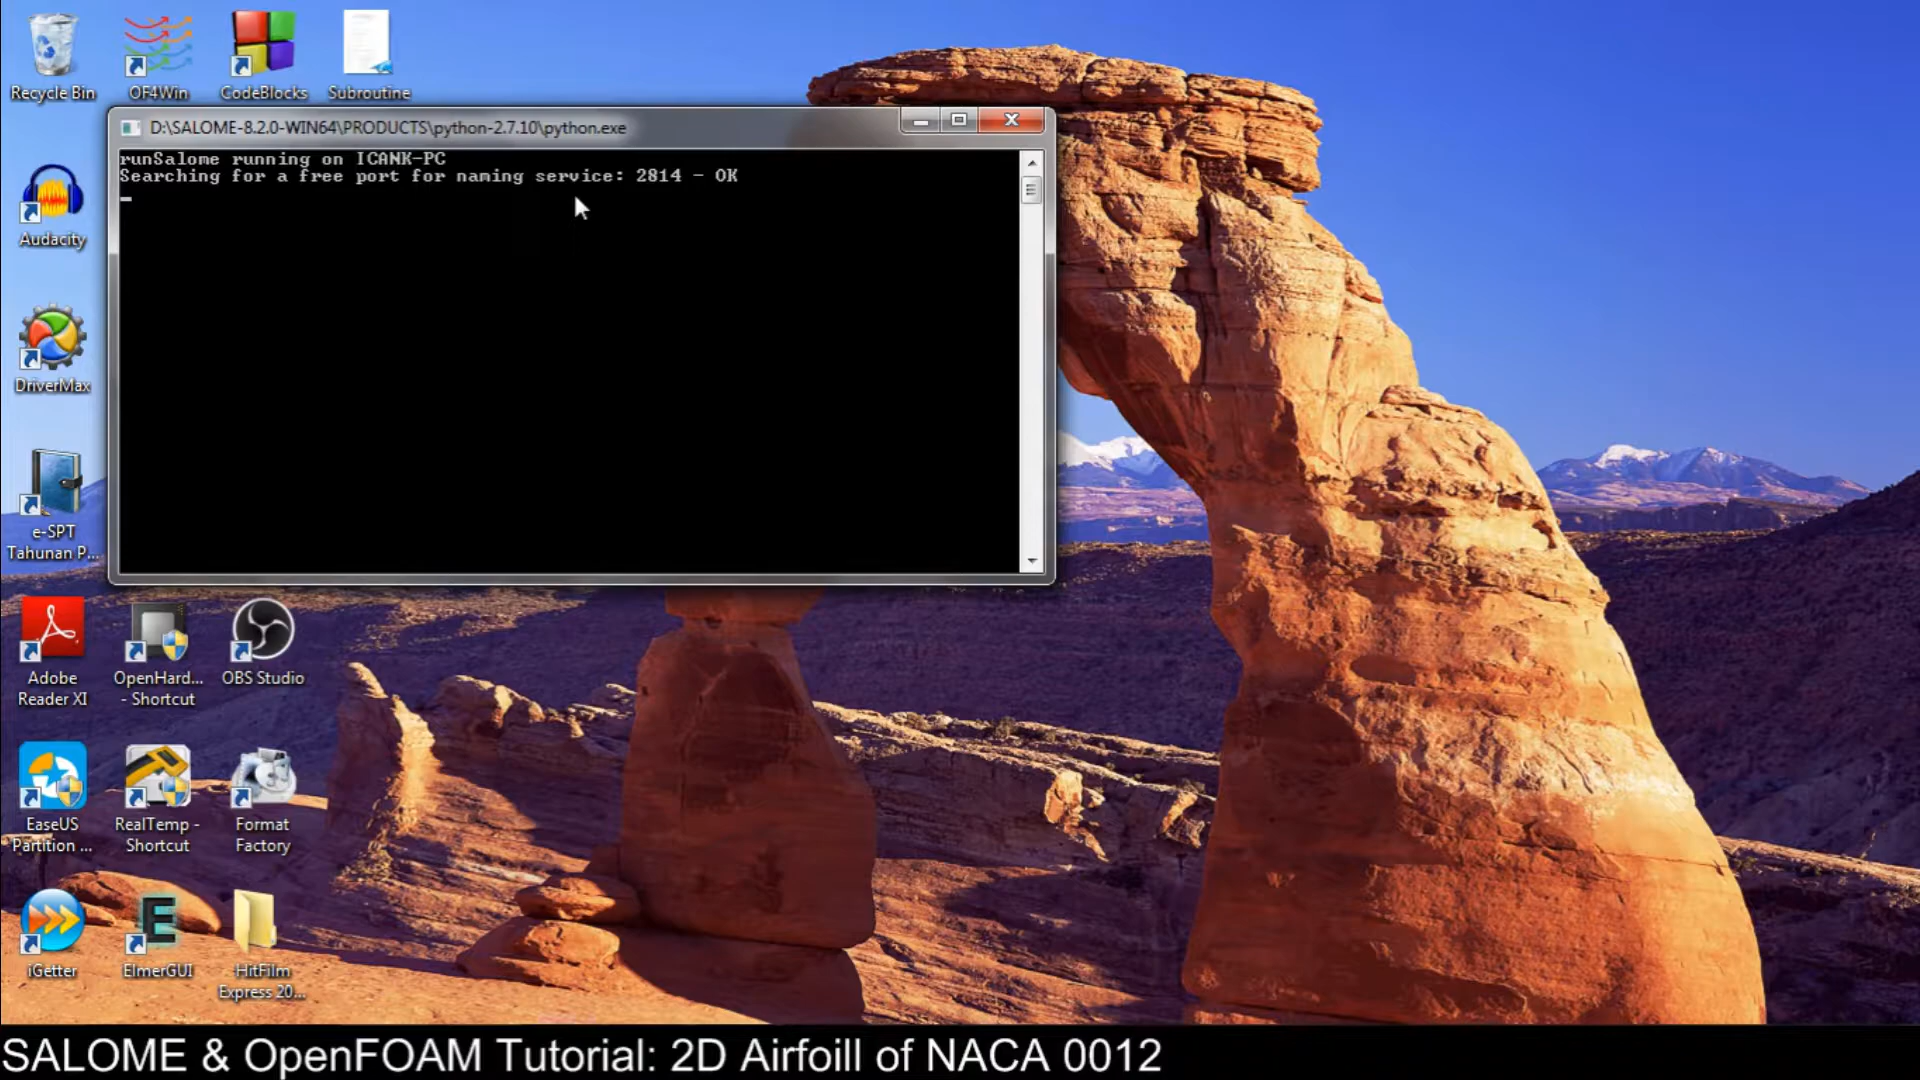 Recycle Bin
OF4Win
CodeBlocks
Subroutine
D:\SALOME-8.2.0-WIN64\PRODUCTS\python-2.7.10\python.exe
runSalome running on ICANK-PC
Searching for a free port for naming service: 2814 - OK
Audacity
DriverMax
e-SPT
Tahunan P...
Adobe
Reader XI
OpenHard...
- Shortcut
OBS Studio
EaseUS
Partition ...
RealTemp -
Shortcut
Format
Factory
iGetter
ElmerGUI
HitFilm
Express 20...
SALOME & OpenFOAM Tutorial: 2D Airfoill of NACA 0012